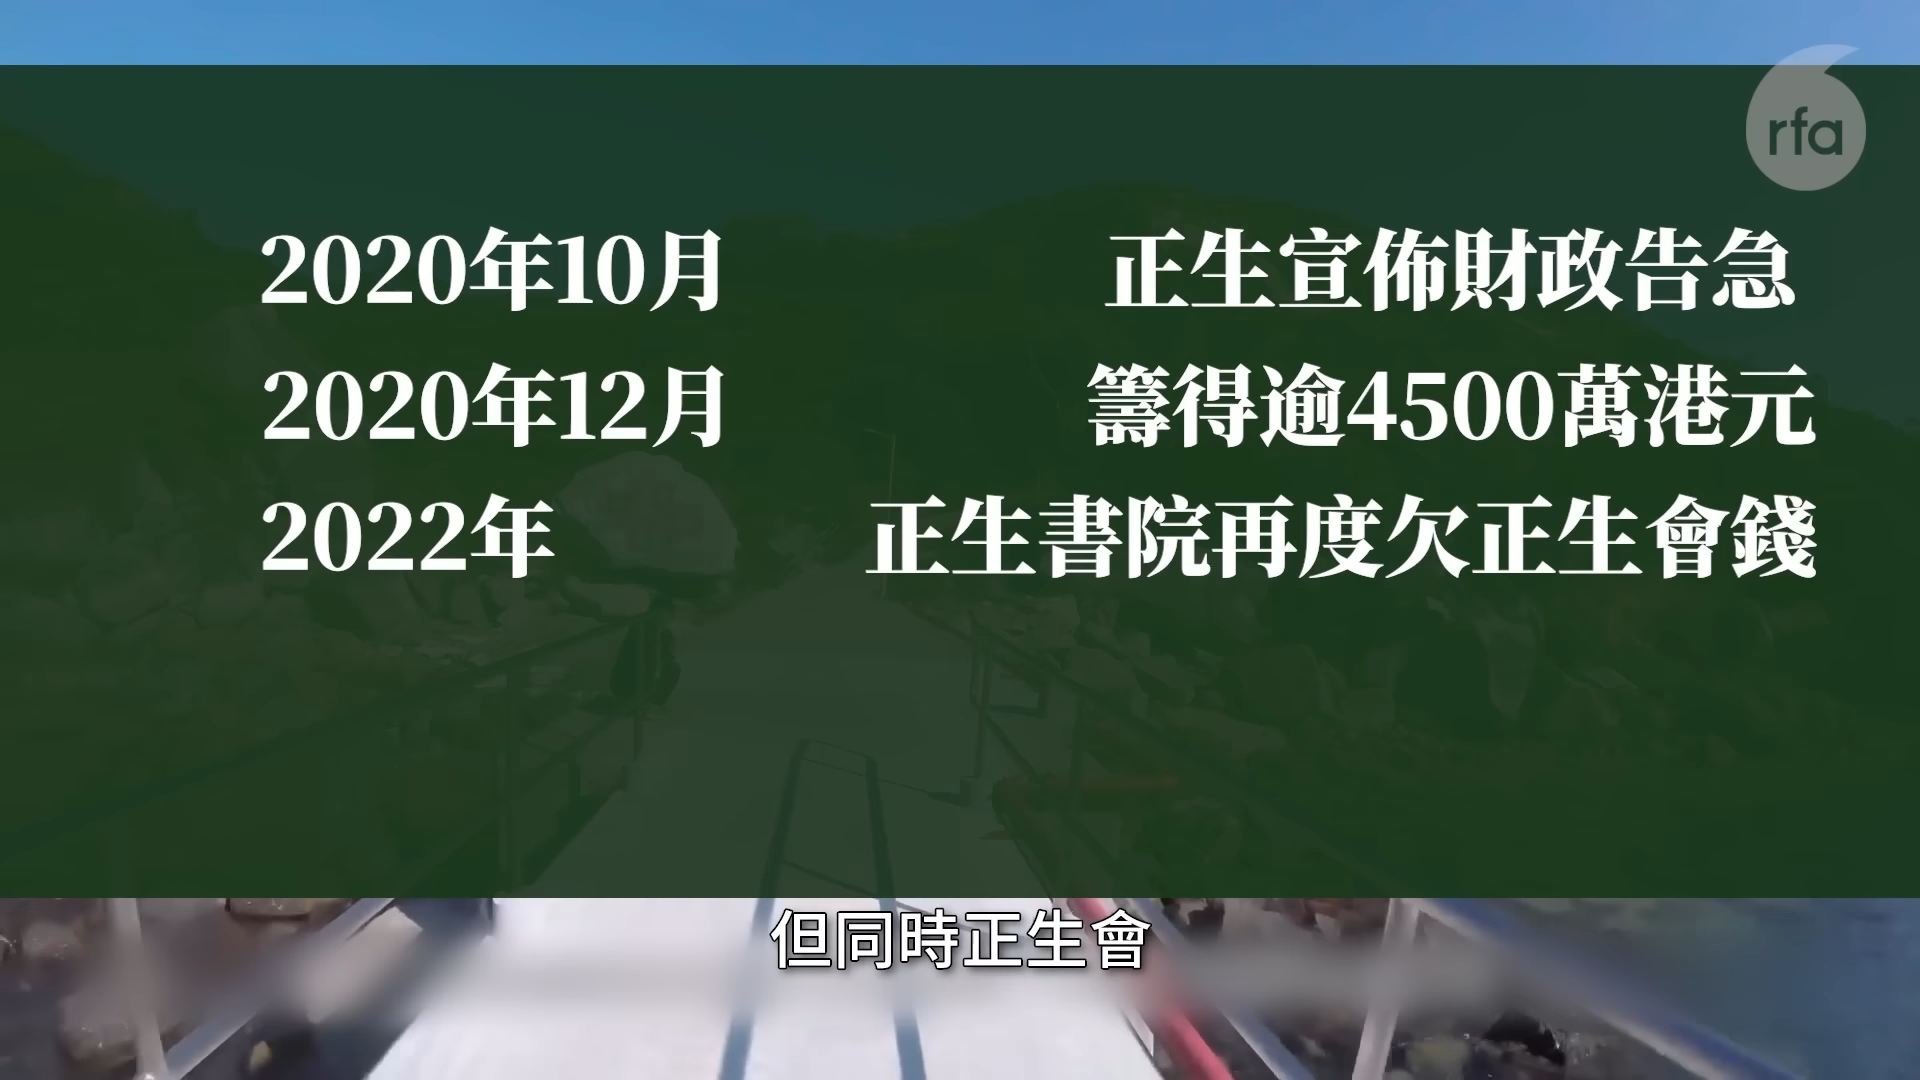 rfa
2020年10月 正生宣佈財政告急
2020年12月 籌得逾4500萬港元
2022年 正生書院再度欠正生會錢
但同時正生會